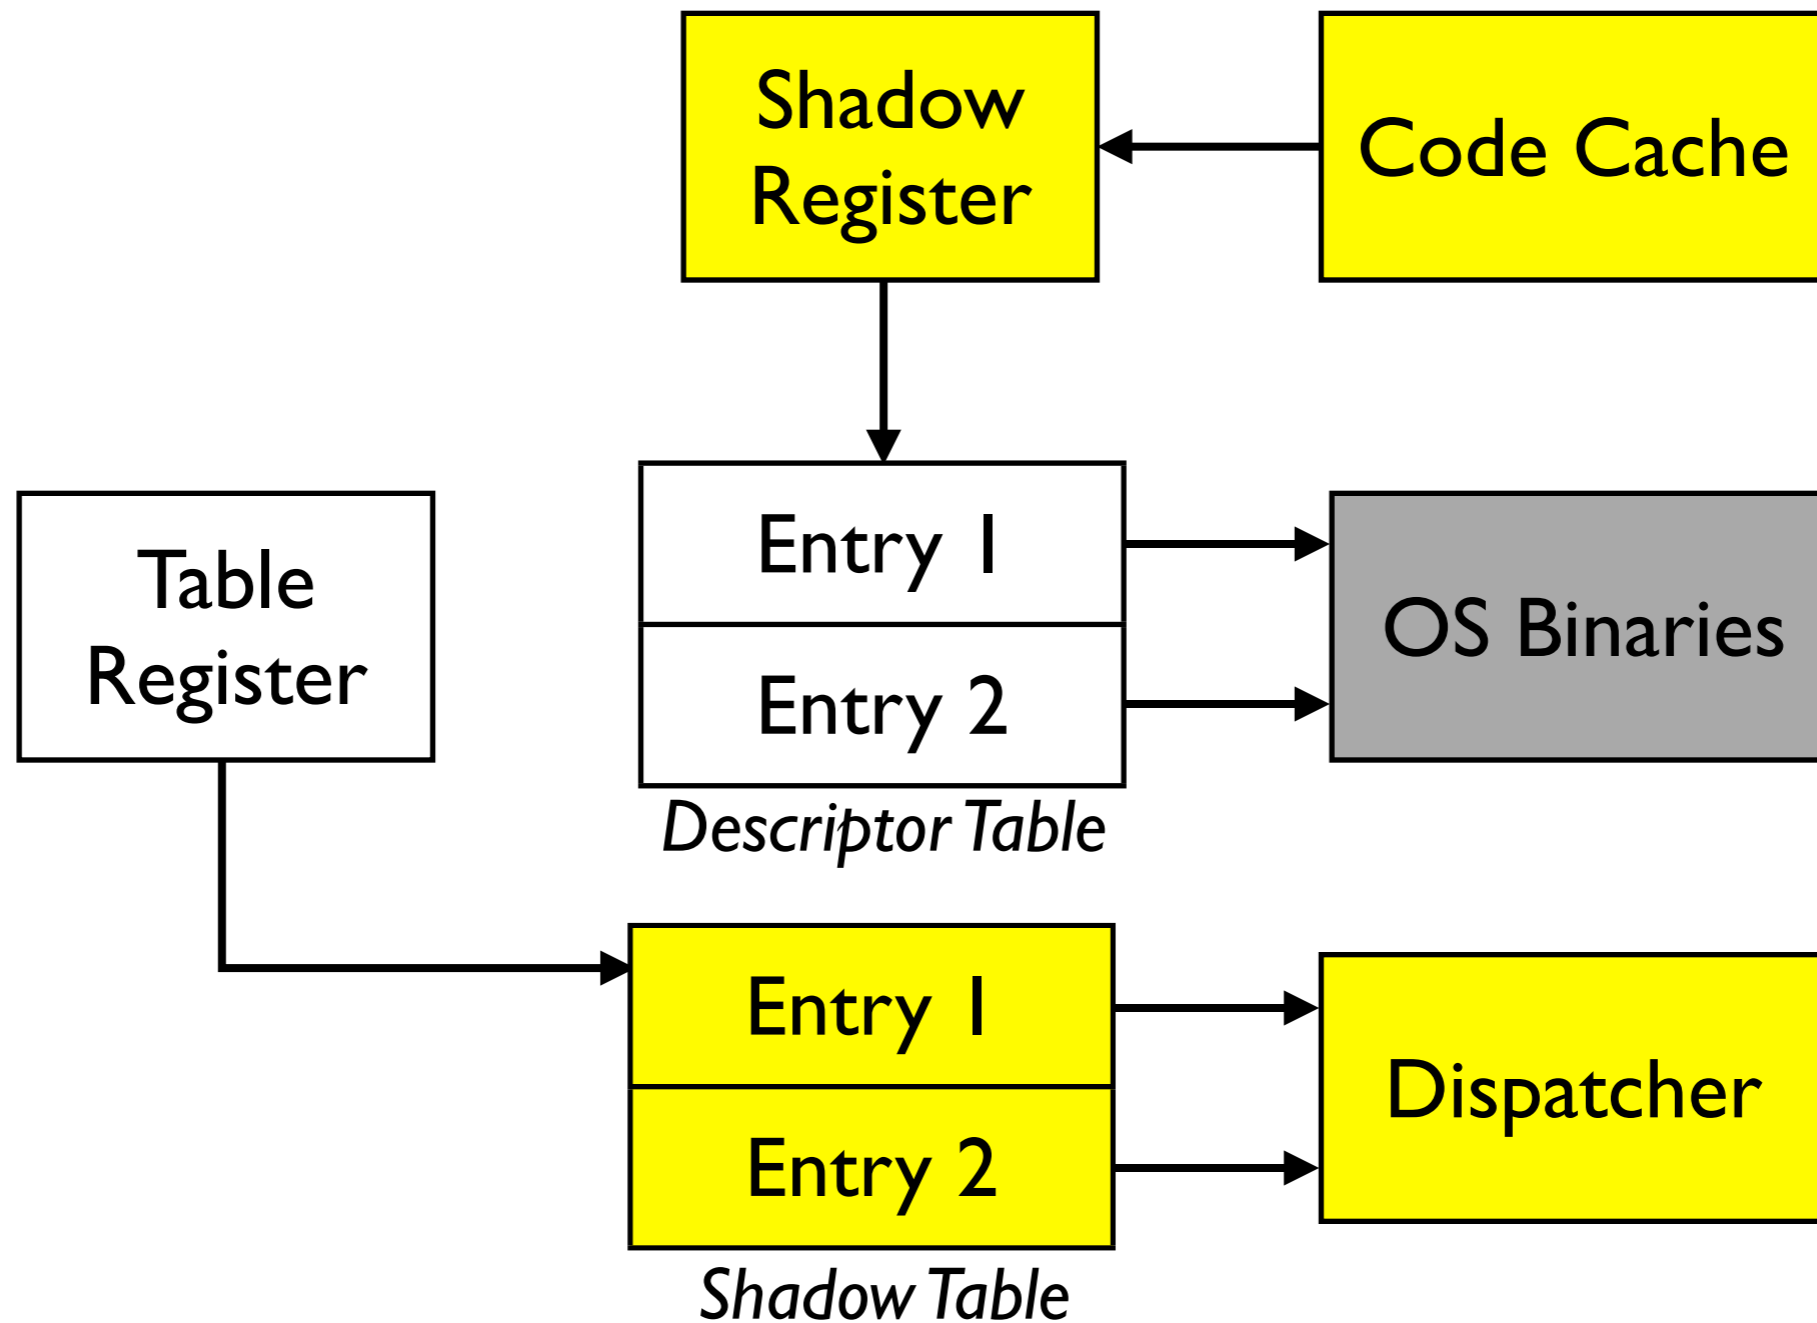 Shadow
Register
Code Cache
Table
Register
Entry 1
Entry 2
OS Binaries
Descriptor Table
Entry 1
Entry 2
Dispatcher
Shadow Table